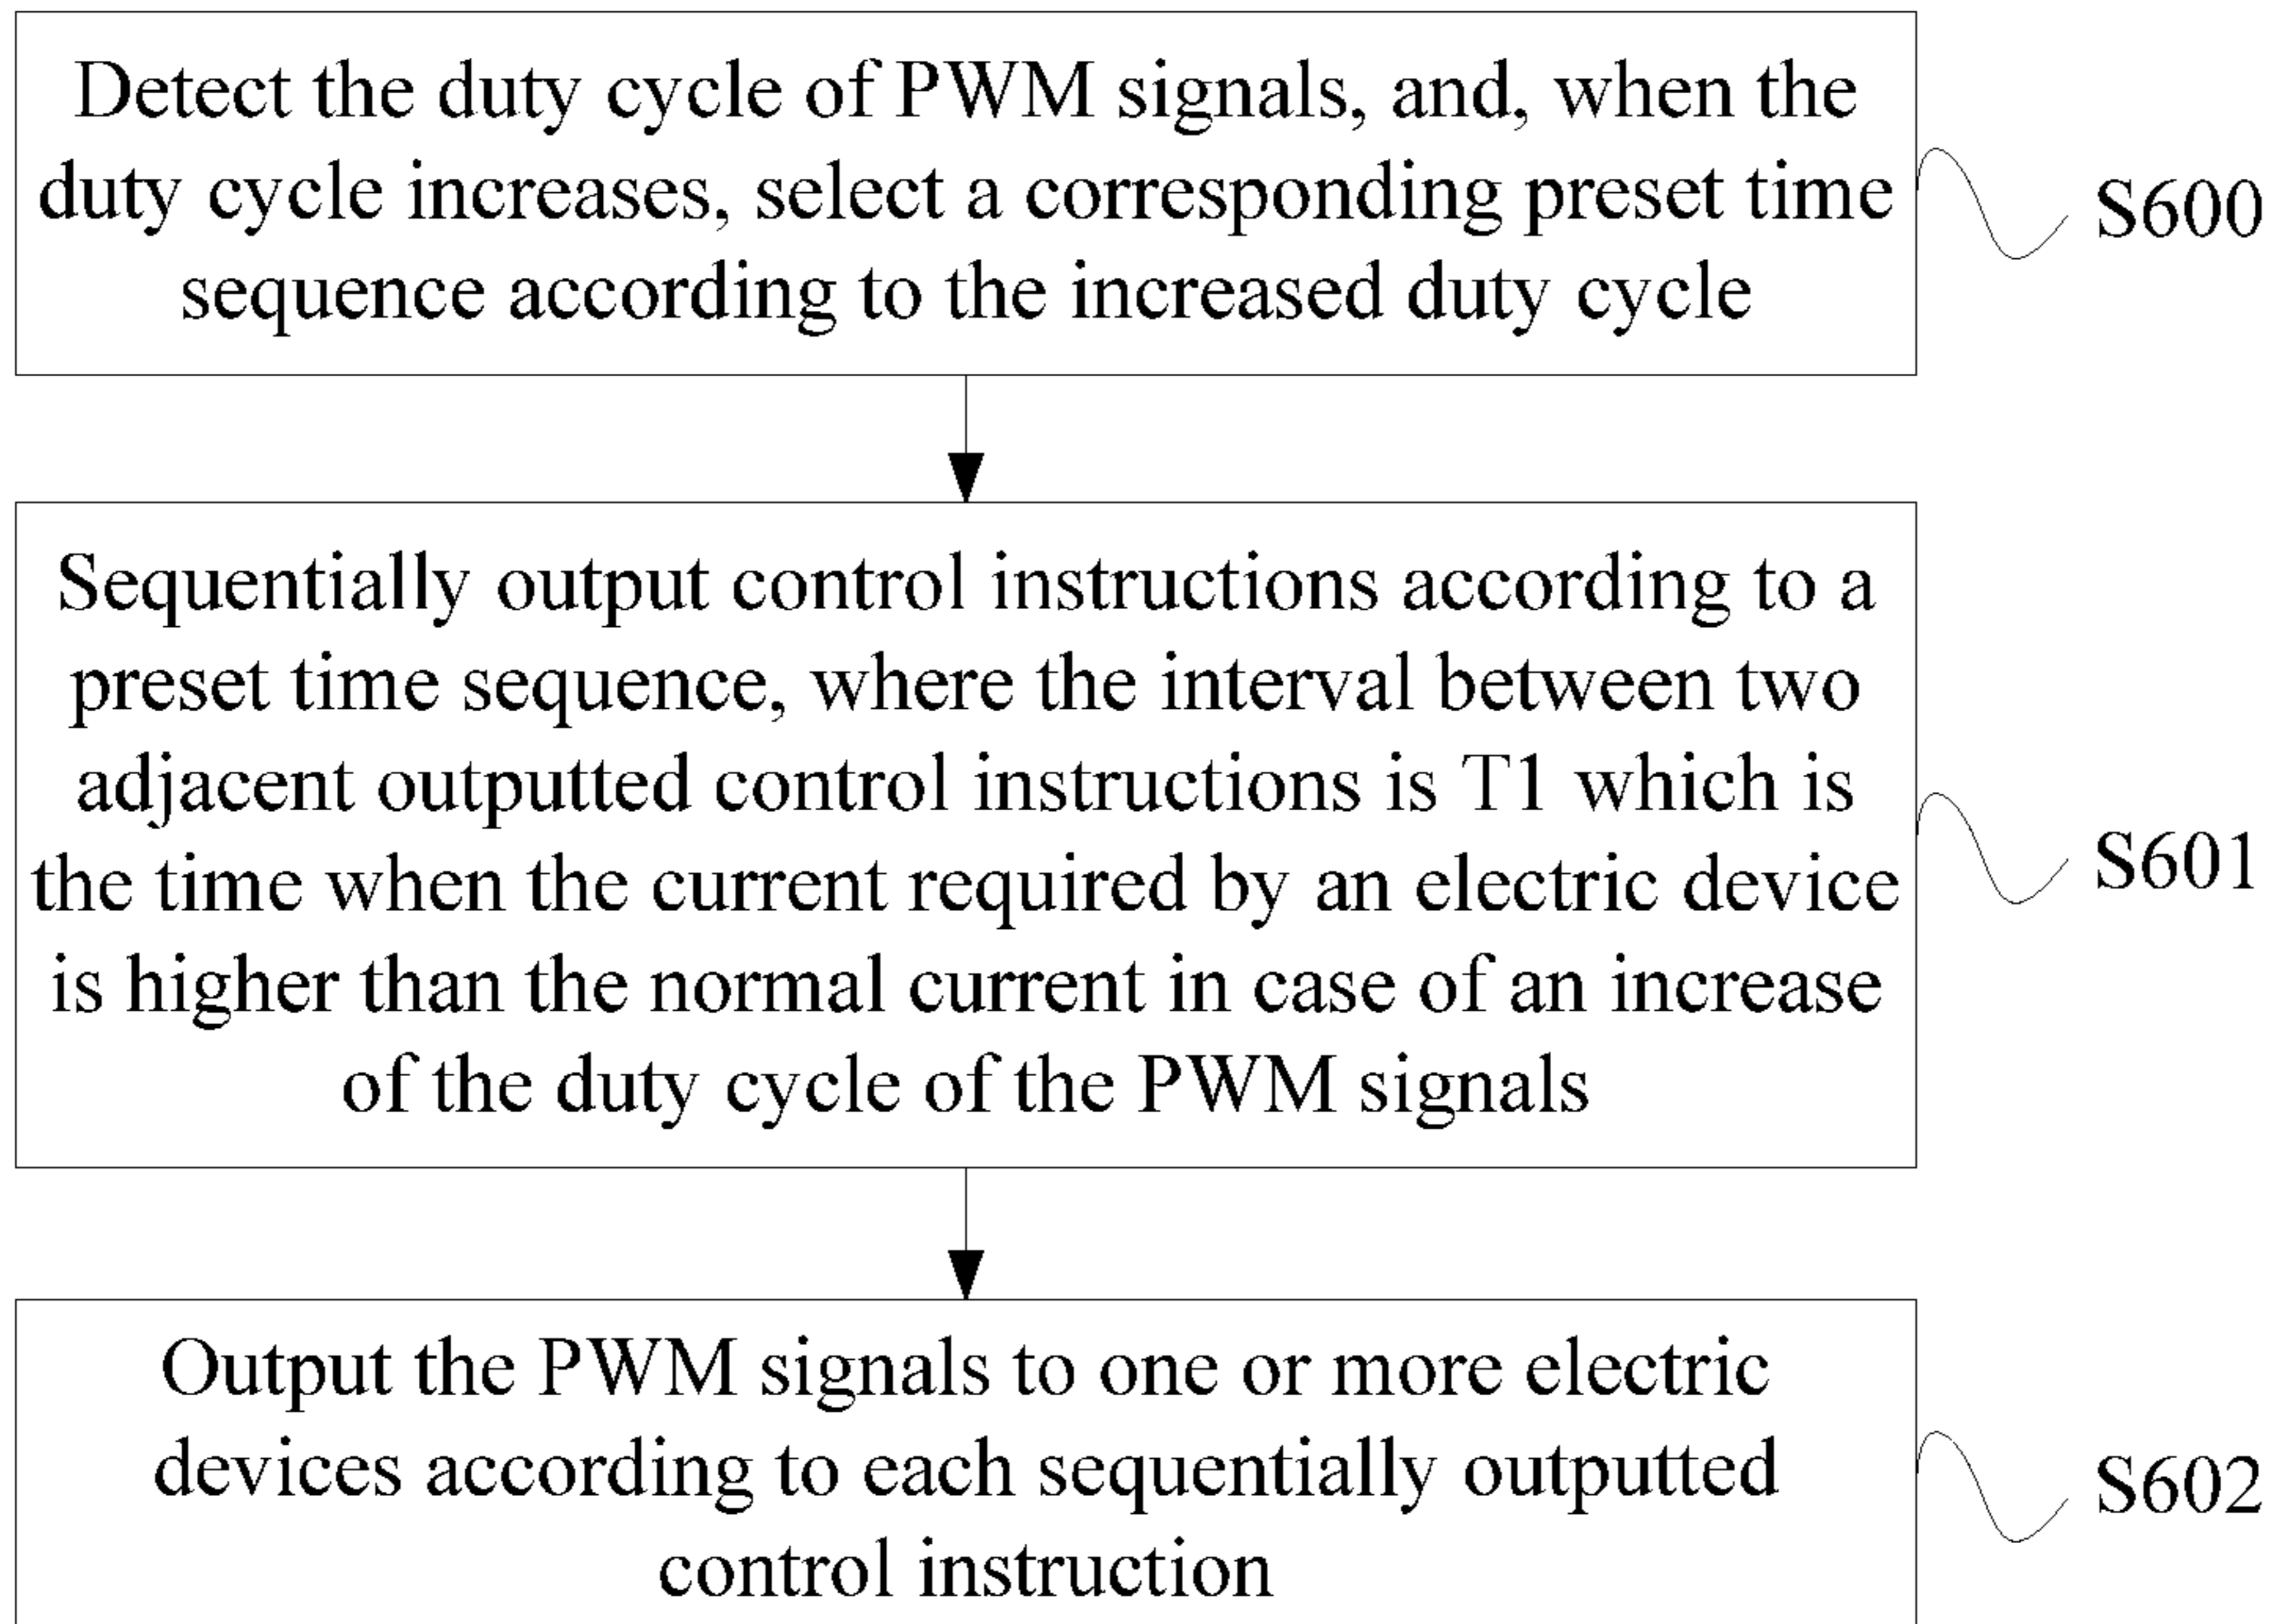 Detect the duty cycle of PWM signals, and, when the
duty cycle increases, select a corresponding preset time
sequence according to the increased duty cycle
S600
Sequentially output control instructions according to a
preset time sequence, where the interval between two
adjacent outputted control instructions is T1 which is
the time when the current required by an electric device
is higher than the normal current in case of an increase
of the duty cycle of the PWM signals
S601
Output the PWM signals to one or more electric
devices according to each sequentially outputted
control instruction
S602